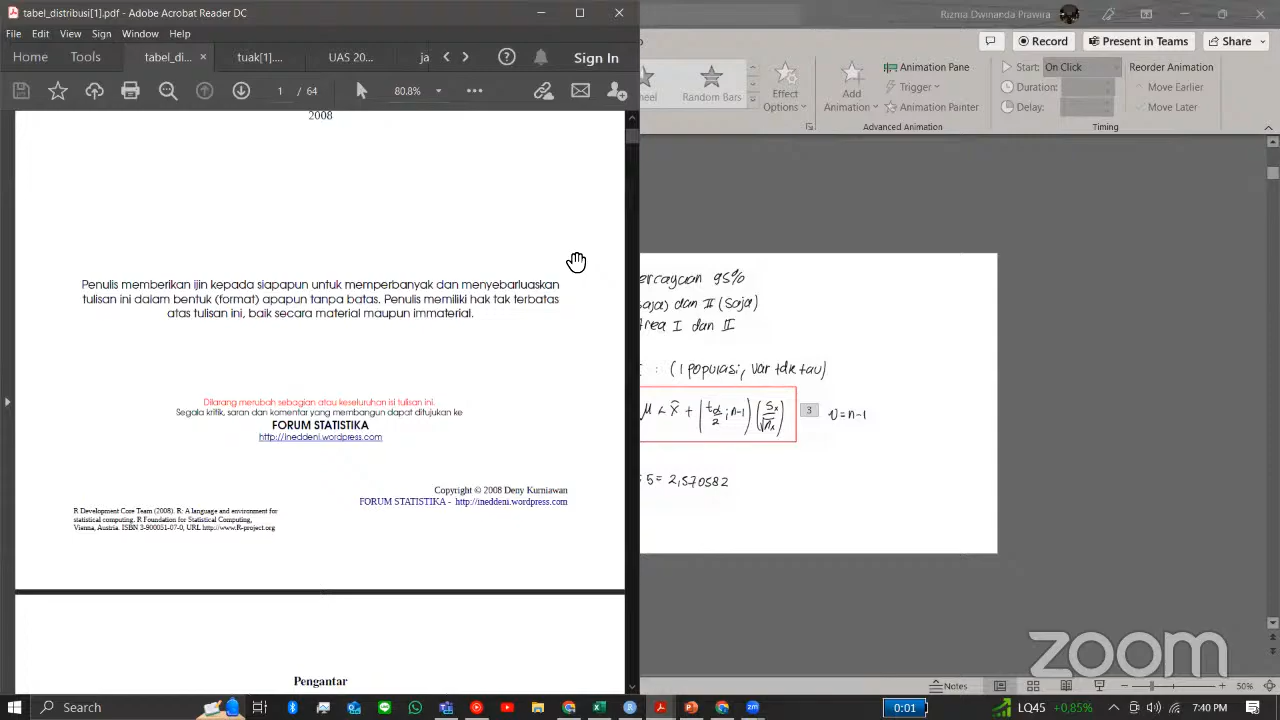 tabel_distribusi[1].pdf - Adobe Acrobat Reader DC
File Edit View Sign Window Help
Home Tools tabel_di... tuak[1].... UAS 20... ja Sign In
1 / 64 80.8%
2008
Penulis memberikan ijin kepada siapapun untuk memperbanyak dan menyebarluaskan
tulisan ini dalam bentuk (format) apapun tanpa batas. Penulis memiliki hak tak terbatas
atas tulisan ini, baik secara material maupun immaterial.
Dilarang merubah sebagian atau keseluruhan isi tulisan ini.
Segala kritik, saran dan komentar yang membangun dapat ditujukan ke
FORUM STATISTIKA
http://ineddeni.wordpress.com
Copyright © 2008 Deny Kurniawan
FORUM STATISTIKA - http://ineddeni.wordpress.com
R Development Core Team (2008). R: A language and environment for
statistical computing. R Foundation for Statistical Computing,
Vienna, Austria. ISBN 3-900051-07-0, URL http://www.R-project.org
Pengantar
Rizma Dwinanda Prawira
Record Present in Teams Share
heel Random Bars Effect Options Add Animation Animation Pane Trigger Animation Painter
Start: On Click Duration: Delay: Reorder Animation Move Earlier Move Later
Advanced Animation Timing
ercayaan 95%
saja) dan II (saja)
Area I dan II
I : (1 populasi, var tdk tau)
μ < x̄ + (t α/2 ; n-1) (Sx/√nx) 3 v=n-1
; 5 = 2,570582
zoom
Notes 50%
Search 0:01 LQ45 +0,85% 7:40 PM